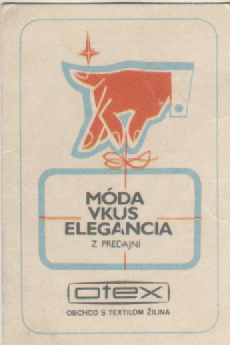 MÓDA
VKUS
ELEGANCIA
Z PREDAJNÍ
otex
OBCHOD S TEXTILOM ŽILINA